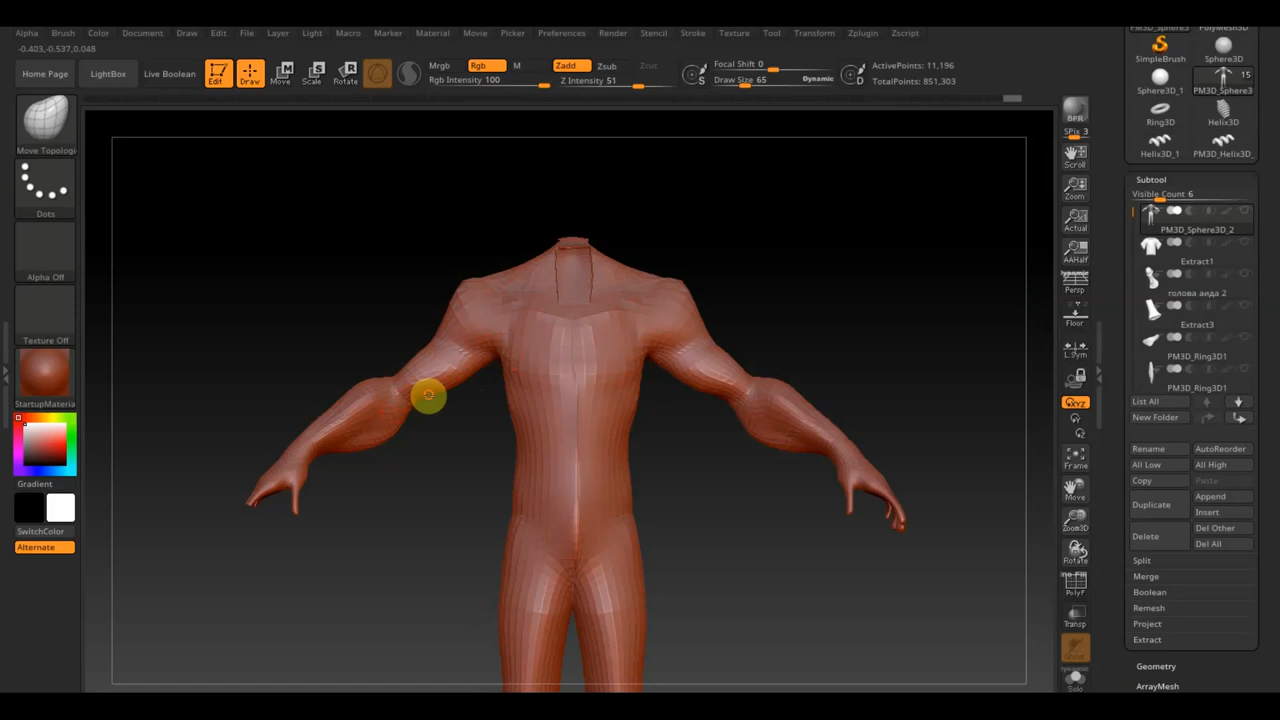 Alpha Brush Color Document Draw Edit File Layer Light Macro Marker Material Movie Picker Preferences Render Stencil Stroke Texture Tool Transform Zplugin Zscript
-0.403,-0.537,0.048
Home Page
LightBox
Live Boolean
Edit
Draw
Move
Scale
Rotate
Mrgb Rgb M
Rgb Intensity 100
Zadd Zsub Zcut
Z Intensity 51
S
Focal Shift 0
Draw Size 65
Dynamic
D
ActivePoints: 11,196
TotalPoints: 851,303
Move Topologi
Dots
Alpha Off
Texture Off
StartupMateria
Gradient
SwitchColor
Alternate
BPR
SPix 3
Scroll
Zoom
Actual
AAHalf
Dynamic
Persp
Floor
L.Sym
XYZ
Frame
Move
Zoom3D
Rotate
Line Fill
PolyF
Transp
Ghost
Dynamic
Solo
PM3D_Sphere3 PolyMesh3D
SimpleBrush Sphere3D
15
Sphere3D_1 PM3D_Sphere3
Ring3D Helix3D
Helix3D_1 PM3D_Helix3D_
Subtool
Visible Count 6
PM3D_Sphere3D_2
Extract1
голова аида 2
Extract3
PM3D_Ring3D1
PM3D_Ring3D1
List All
New Folder
Rename AutoReorder
All Low All High
Copy Paste
Duplicate Append
Insert
Delete Del Other
Del All
Split
Merge
Boolean
Remesh
Project
Extract
Geometry
ArrayMesh